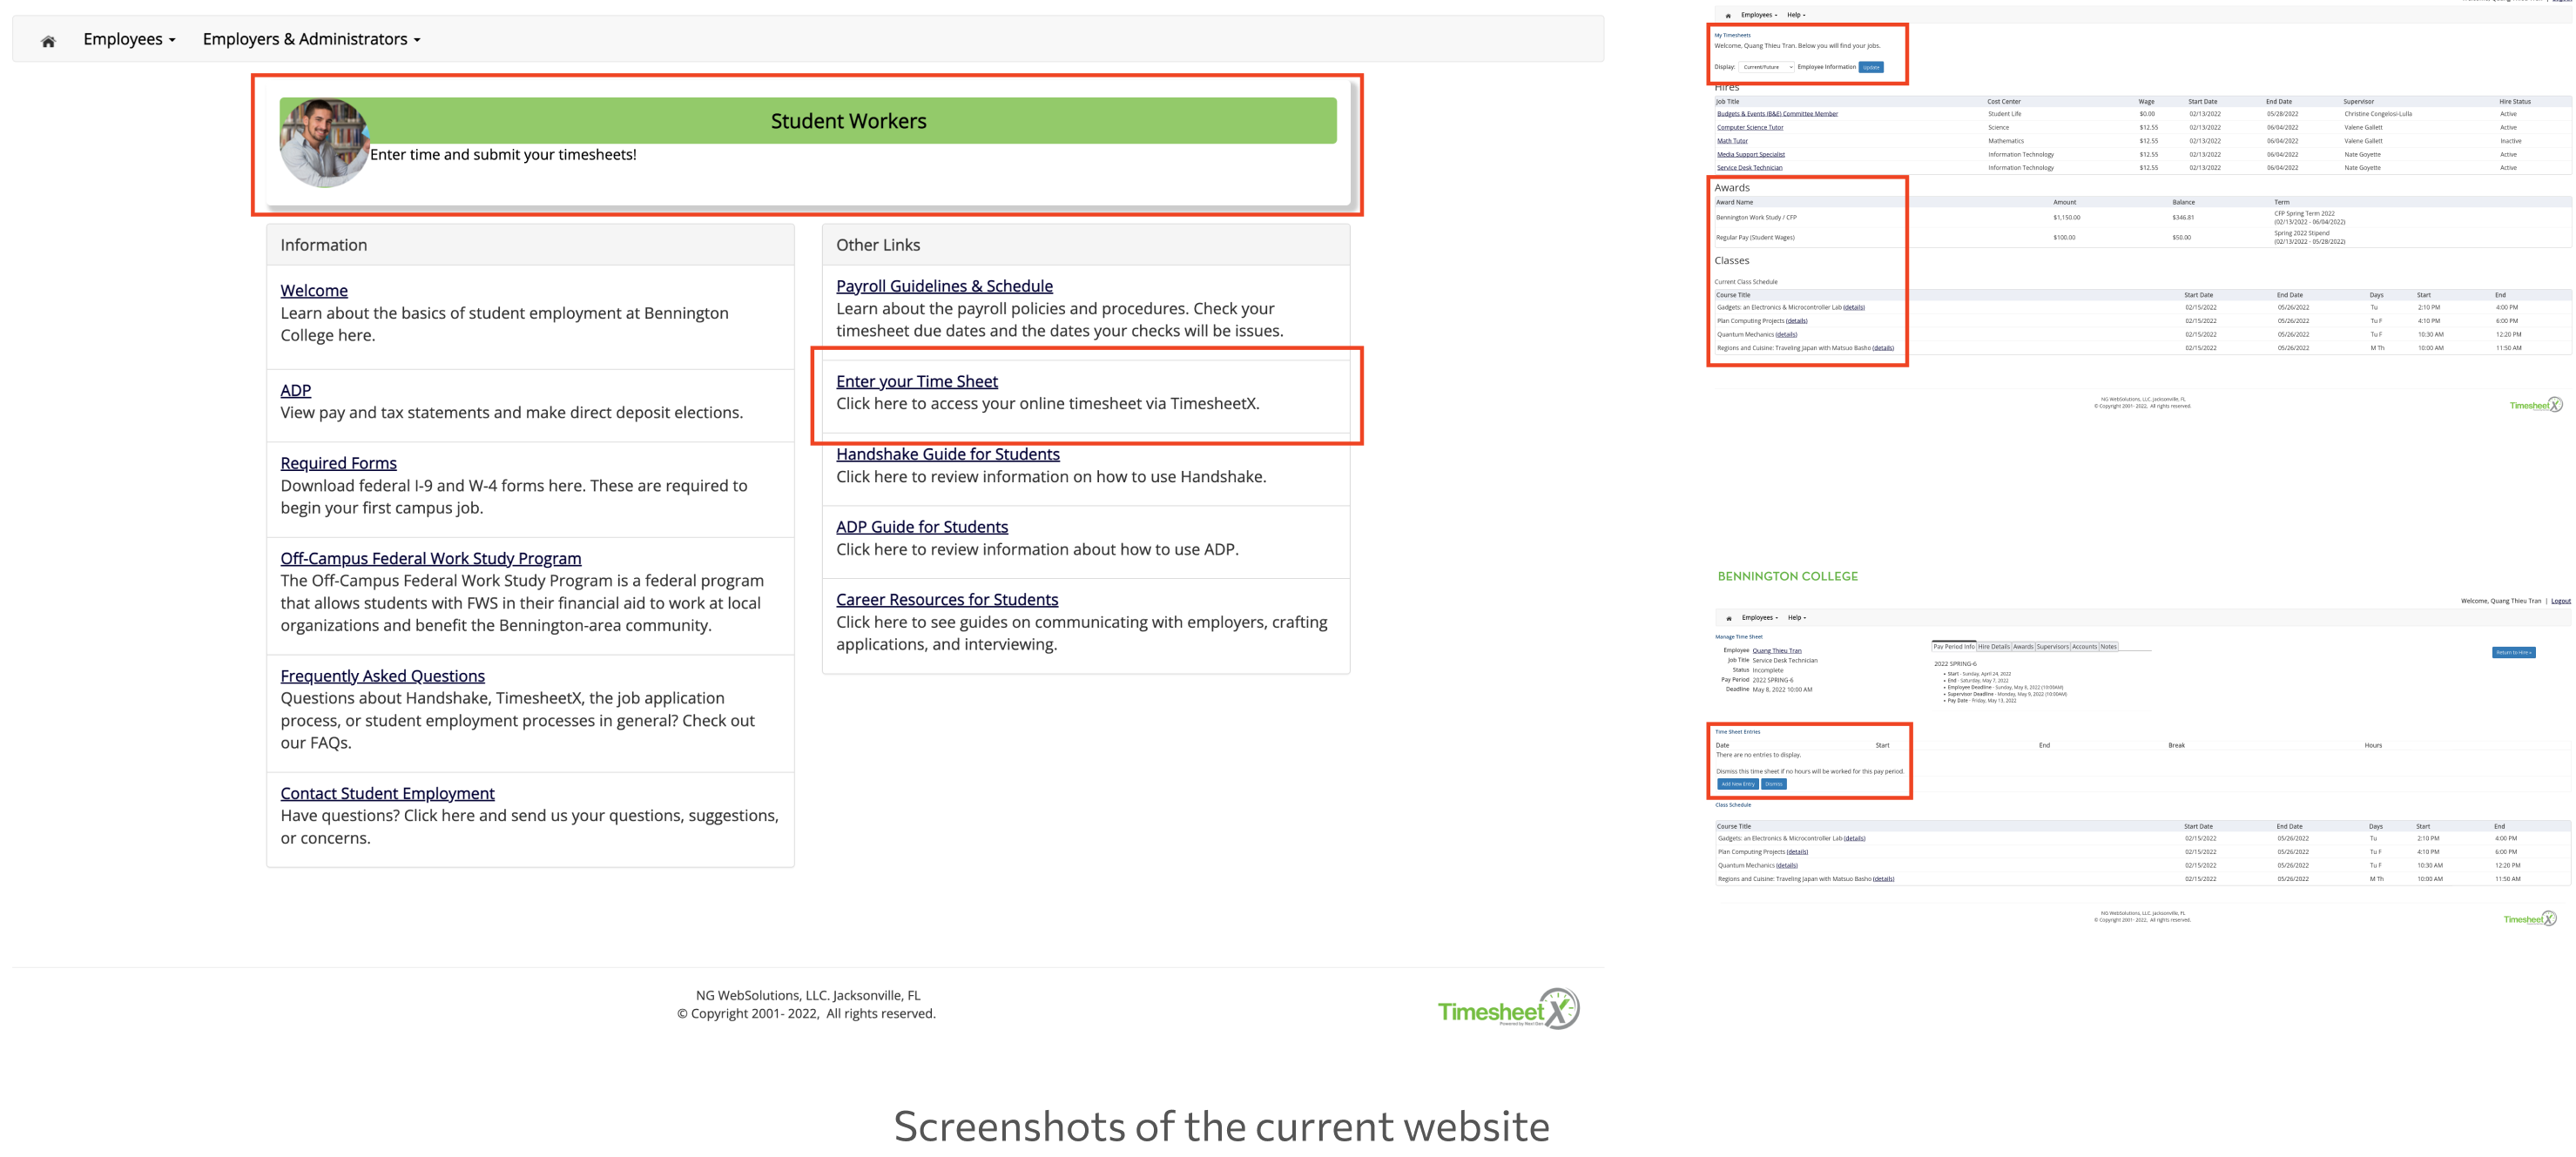 Employees Employers & Administrators
Student Workers
Enter time and submit your timesheets!
Information
Welcome
Learn about the basics of student employment at Bennington
College here.
ADP
View pay and tax statements and make direct deposit elections.
Required Forms
Download federal I-9 and W-4 forms here. These are required to
begin your first campus job.
Off-Campus Federal Work Study Program
The Off-Campus Federal Work Study Program is a federal program
that allows students with FWS in their financial aid to work at local
organizations and benefit the Bennington-area community.
Frequently Asked Questions
Questions about Handshake, TimesheetX, the job application
process, or student employment processes in general? Check out
our FAQs.
Contact Student Employment
Have questions? Click here and send us your questions, suggestions,
or concerns.
Other Links
Payroll Guidelines & Schedule
Learn about the payroll policies and procedures. Check your
timesheet due dates and the dates your checks will be issues.
Enter your Time Sheet
Click here to access your online timesheet via TimesheetX.
Handshake Guide for Students
Click here to review information on how to use Handshake.
ADP Guide for Students
Click here to review information about how to use ADP.
Career Resources for Students
Click here to see guides on communicating with employers, crafting
applications, and interviewing.
NG WebSolutions, LLC. Jacksonville, FL
© Copyright 2001- 2022, All rights reserved.
TimesheetX
Powered by Next Gen
Employees Help
My Timesheets
Welcome, Quang Thieu Tran. Below you will find your jobs.
Display: Current/Future Employee Information Update
Hires
Job Title Cost Center Wage Start Date End Date Supervisor Hire Status
Budgets & Events (B&E) Committee Member Student Life $0.00 02/13/2022 05/28/2022 Christine Congelosi-Lulla Active
Computer Science Tutor Science $12.55 02/13/2022 06/04/2022 Valerie Gallett Active
Math Tutor Mathematics $12.55 02/13/2022 06/04/2022 Valerie Gallett Inactive
Media Support Specialist Information Technology $12.55 02/13/2022 06/04/2022 Nate Goyette Active
Service Desk Technician Information Technology $12.55 02/13/2022 06/04/2022 Nate Goyette Active
Awards
Award Name Amount Balance Term
Bennington Work Study / CFP $1,150.00 $346.81 CFP Spring Term 2022
(02/13/2022 - 06/04/2022)
Regular Pay (Student Wages) $100.00 $50.00 Spring 2022 Stipend
(02/13/2022 - 05/28/2022)
Classes
Current Class Schedule
Course Title Start Date End Date Days Start End
Gadgets: an Electronics & Microcontroller Lab (details) 02/15/2022 05/26/2022 Tu 2:10 PM 4:00 PM
Plan Computing Projects (details) 02/15/2022 05/26/2022 Tu F 4:10 PM 6:00 PM
Quantum Mechanics (details) 02/15/2022 05/26/2022 Tu F 10:30 AM 12:20 PM
Regions and Cuisine: Traveling Japan with Matsuo Basho (details) 02/15/2022 05/26/2022 M Th 10:00 AM 11:50 AM
NG WebSolutions, LLC. Jacksonville, FL
© Copyright 2001- 2022, All rights reserved.
TimesheetX
BENNINGTON COLLEGE
Welcome, Quang Thieu Tran | Logout
Employees Help
Manage Time Sheet
Employee Quang Thieu Tran
Job Title Service Desk Technician
Status Incomplete
Pay Period 2022 SPRING-6
Deadline May 8, 2022 10:00 AM
Pay Period Info Hire Details Awards Supervisors Accounts Notes
2022 SPRING-6
Start - Sunday, April 24, 2022
End - Saturday, May 7, 2022
Employee Deadline - Sunday, May 8, 2022 (10:00AM)
Supervisor Deadline - Monday, May 9, 2022 (10:00AM)
Pay Date - Friday, May 13, 2022
Return to Hire
Time Sheet Entries
Date Start End Break Hours
There are no entries to display.
Dismiss this time sheet if no hours will be worked for this pay period.
Add New Entry Dismiss
Class Schedule
Course Title Start Date End Date Days Start End
Gadgets: an Electronics & Microcontroller Lab (details) 02/15/2022 05/26/2022 Tu 2:10 PM 4:00 PM
Plan Computing Projects (details) 02/15/2022 05/26/2022 Tu F 4:10 PM 6:00 PM
Quantum Mechanics (details) 02/15/2022 05/26/2022 Tu F 10:30 AM 12:20 PM
Regions and Cuisine: Traveling Japan with Matsuo Basho (details) 02/15/2022 05/26/2022 M Th 10:00 AM 11:50 AM
NG WebSolutions, LLC. Jacksonville, FL
© Copyright 2001- 2022, All rights reserved.
TimesheetX
Screenshots of the current website